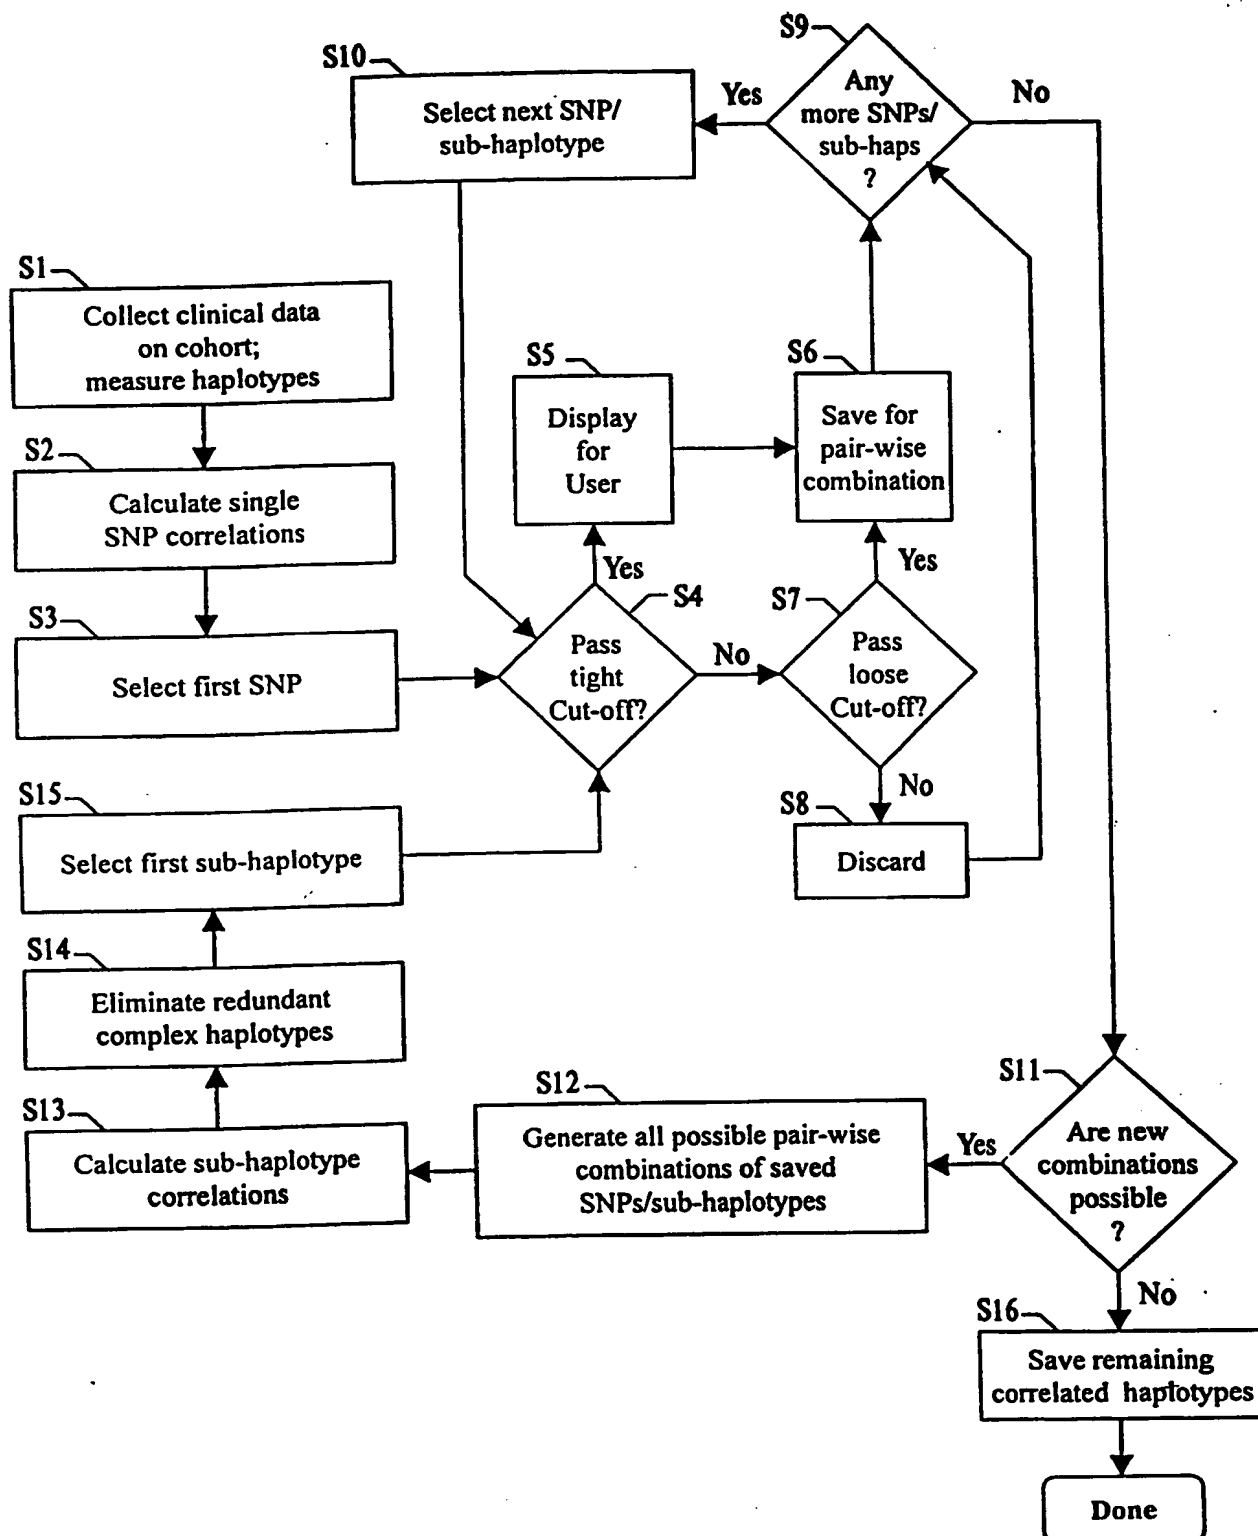 S9
S10
Any
more SNPs/
sub-haps
?
Yes
No
Select next SNP/
sub-haplotype
S1
Collect clinical data
on cohort;
measure haplotypes
S5
Display
for
User
S6
Save for
pair-wise
combination
S2
Calculate single
SNP correlations
Yes
Yes
S3
Select first SNP
S4
Pass
tight
Cut-off?
No
S7
Pass
loose
Cut-off?
No
S15
Select first sub-haplotype
S8
Discard
S14
Eliminate redundant
complex haplotypes
S13
Calculate sub-haplotype
correlations
S12
Generate all possible pair-wise
combinations of saved
SNPs/sub-haplotypes
Yes
S11
Are new
combinations
possible
?
No
S16
Save remaining
correlated haplotypes
Done